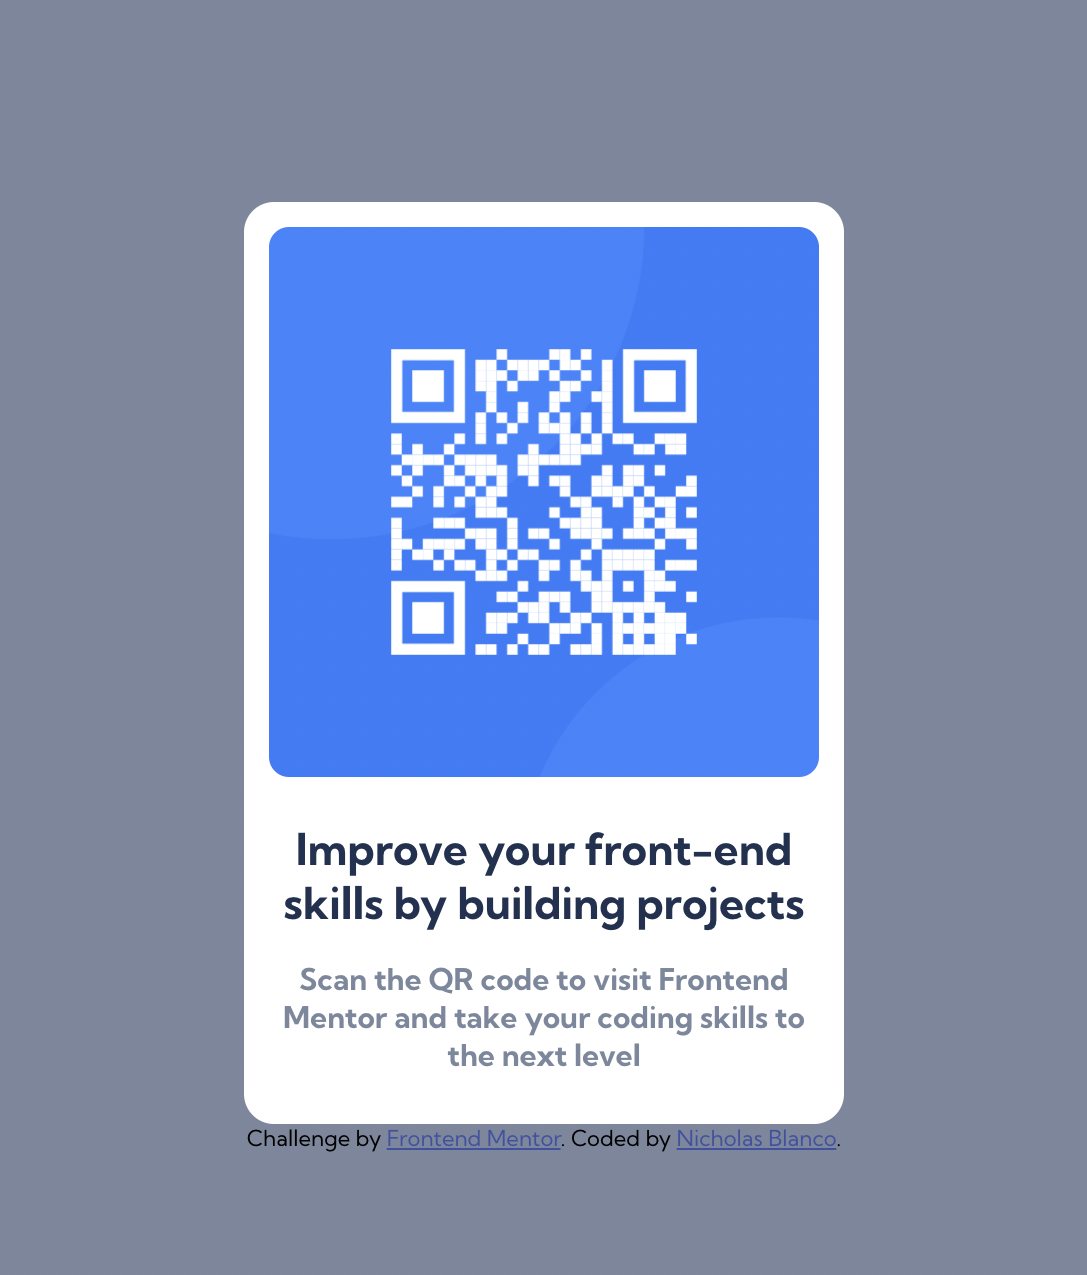 Improve your front-end
skills by building projects
Scan the QR code to visit Frontend
Mentor and take your coding skills to
the next level
Challenge by Frontend Mentor. Coded by Nicholas Blanco.